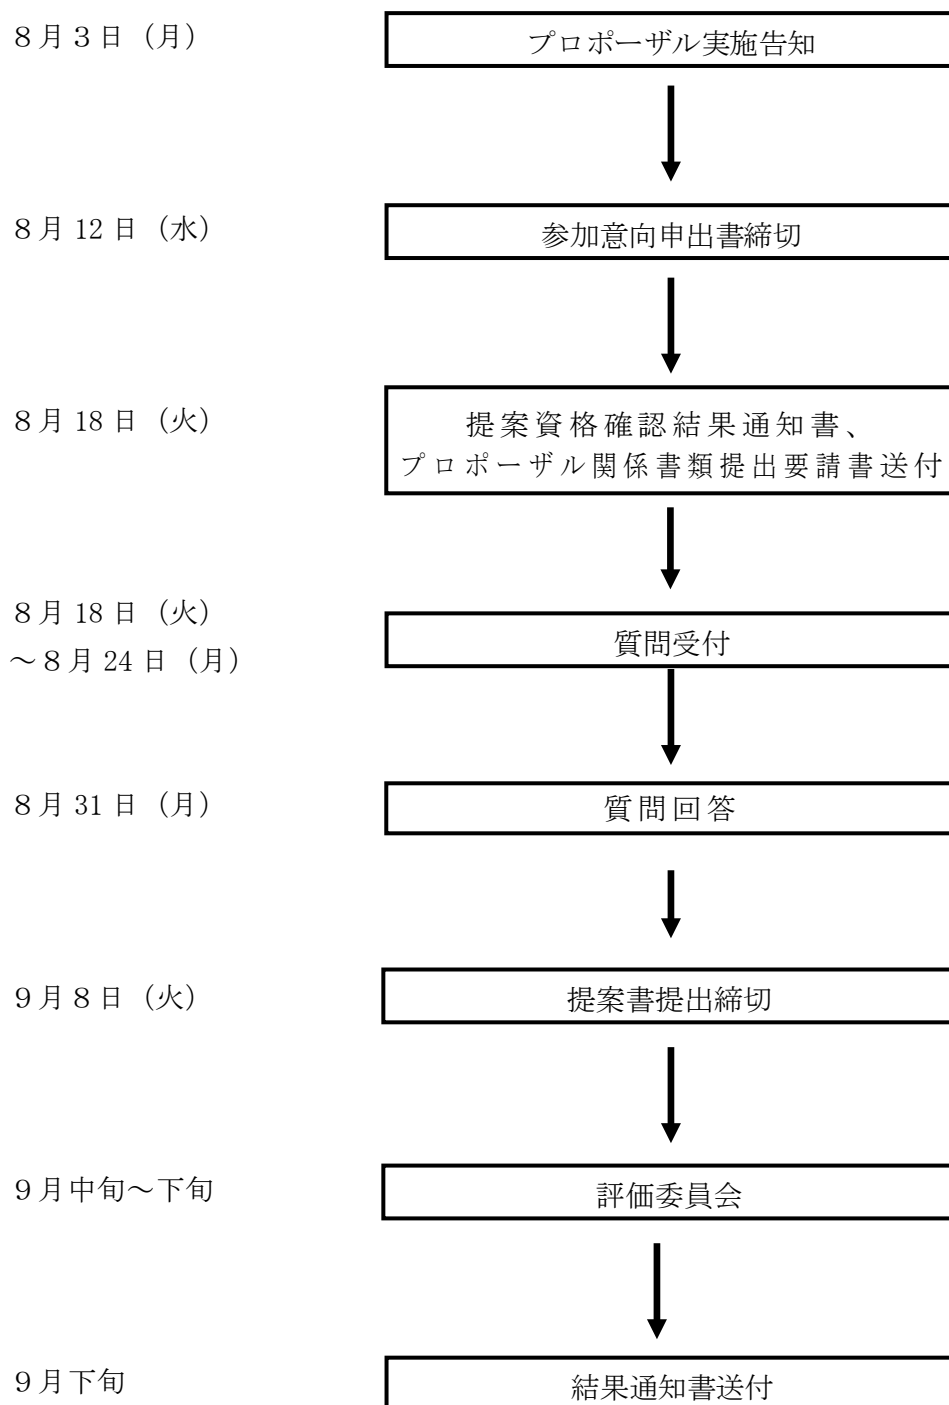 8月3日（月）
プロポーザル実施告知
8月12日（水）
参加意向申出書締切
8月18日（火）
提案資格確認結果通知書、
プロポーザル関係書類提出要請書送付
8月18日（火）
～8月24日（月）
質問受付
8月31日（月）
質問回答
9月8日（火）
提案書提出締切
9月中旬～下旬
評価委員会
9月下旬
結果通知書送付